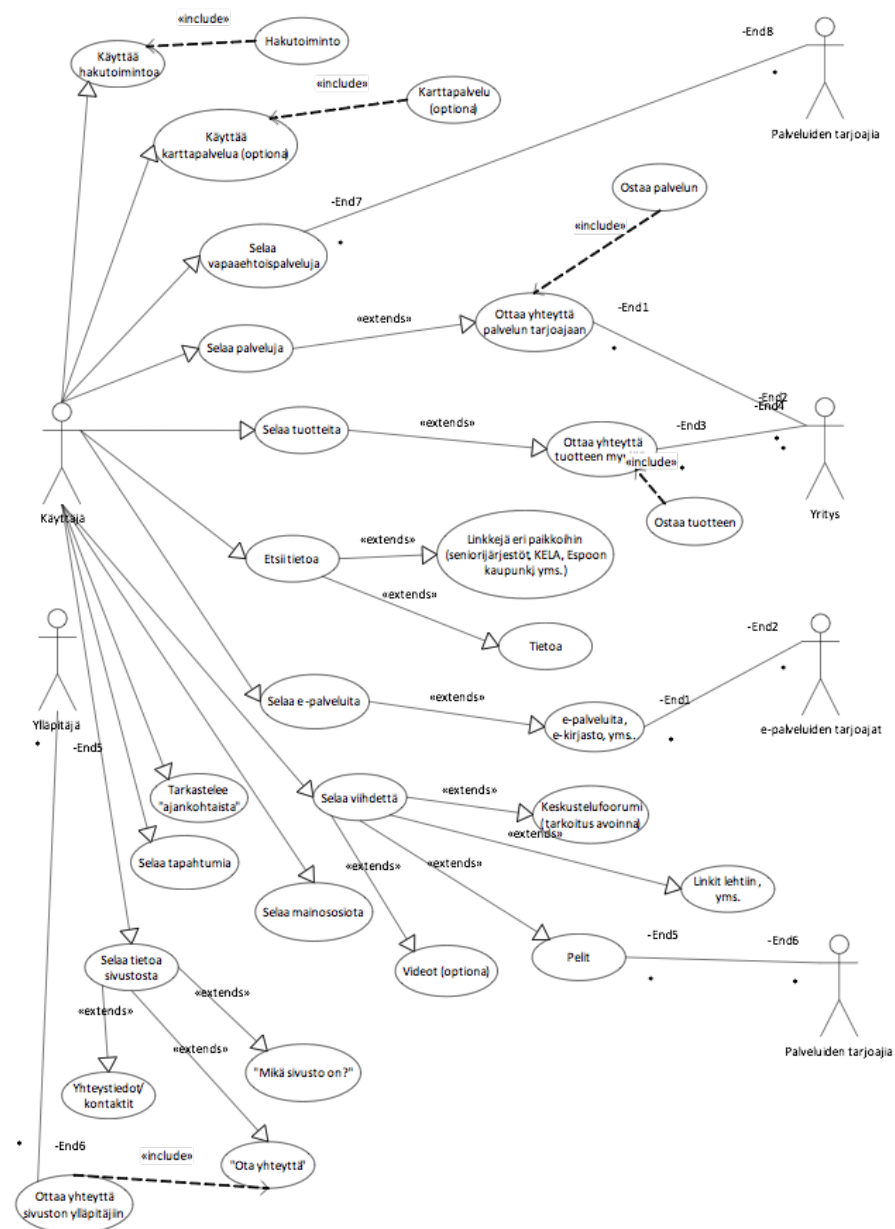 «include»
-End8
Käyttää
hakutoimintoa
Hakutoiminto
*
«include»
Karttapalvelu
(optiona)
Palveluiden tarjoajia
Käyttää
karttapalvelua (optiona)
Ostaa palvelun
-End7
«include»
*
Selaa
vapaaehtoispalveluja
«extends»
Ottaa yhteyttä
palvelun tarjoajaan
-End1
Selaa palveluja
*
-End2
-End4
Selaa tuotteita
«extends»
Ottaa yhteyttä
tuotteen
-End3
*
*
«include»
*
Käyttäjä
Ostaa tuotteen
Yritys
Etsii tietoa
«extends»
Linkkejä eri paikkoihin
(seniorijärjestöt, KELA, Espoon
kaupunki, yms.)
«extends»
Tietoa
-End2
*
Selaa e-palveluita
«extends»
-End1
e-palveluita,
e-kirjasto, yms..
*
e-palveluiden tarjoajat
Ylläpitäjä
*
-End5
Tarkastelee
"ajankohtaista"
Selaa viihdettä
«extends»
Keskustelufoorumi
(tarkoitus avoinna)
«extends»
Selaa tapahtumia
«extends»
«extends»
Linkit lehtiin,
yms.
Selaa mainososiota
Selaa tietoa
sivustosta
Videot (optiona)
Pelit
-End5
*
-End6
*
Palveluiden tarjoajia
«extends»
«extends»
«extends»
"Mikä sivusto on?"
Yhteystiedot/
kontaktit
*
-End6
«include»
"Ota yhteyttä"
Ottaa yhteyttä
sivuston ylläpitäjiin